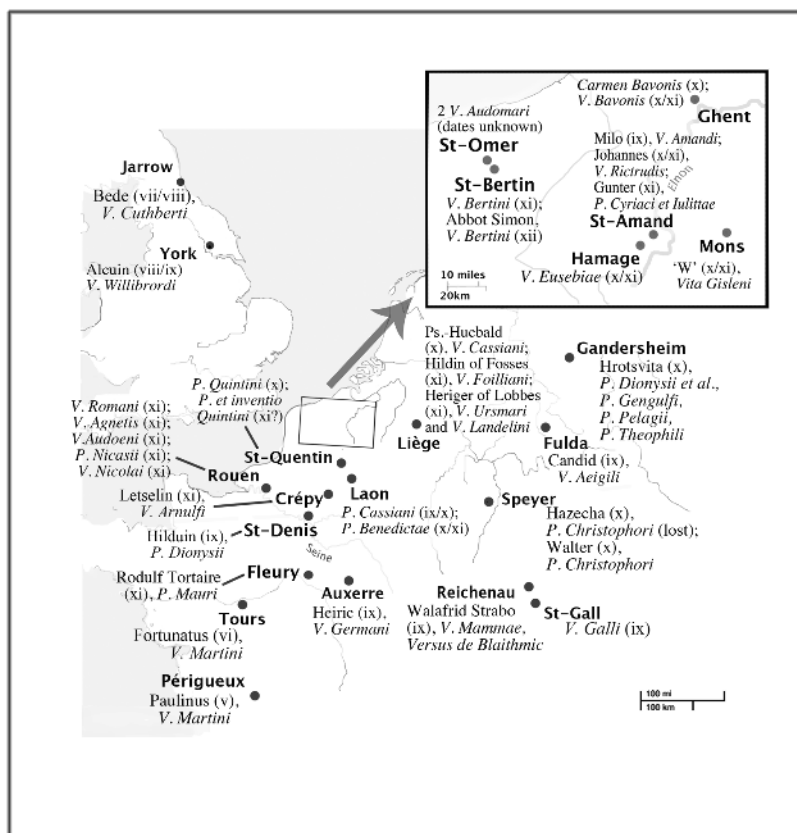 Carmen Bavonis (x);
V. Bavonis (x/xi)
Ghent
2 V. Audomari
(dates unknown)
St-Omer
St-Bertin
V. Bertini (xi);
Abbot Simon,
V. Bertini (xii)
Milo (ix), V. Amandi;
Johannes (x/xi),
V. Rictrudis;
Gunter (xi),
P. Cyriaci et Iulittae
Elnon
St-Amand
Hamage
V. Eusebiae (x/xi)
Mons
'W' (x/xi),
Vita Gisleni
10 miles
20km
Jarrow
Bede (vii/viii),
V. Cuthberti
York
Alcuin (viii/ix)
V. Willibrordi
Ps.-Hucbald
(x), V. Cassiani;
Hildin of Fosses
(xi), V. Foilliani;
Heriger of Lobbes
(xi), V. Ursmari
and V. Landelini
Liège
Gandersheim
Hrotsvita (x),
P. Dionysii et al.,
P. Gengulfi,
P. Pelagii,
P. Theophili
Fulda
Candid (ix),
V. Aeigili
P. Quintini (x);
P. et inventio
Quintini (xi?)
St-Quentin
V. Romani (xi);
V. Agnetis (xi);
V.Audoeni (xi);
P. Nicasii (xi);
V. Nicolai (xi)
Rouen
Letselin (xi),
V. Arnulfi
Crépy
Laon
P. Cassiani (ix/x);
P. Benedictae (x/xi)
Hilduin (ix),
P. Dionysii
St-Denis
Seine
Speyer
Hazecha (x),
P. Christophori (lost);
Walter (x),
P. Christophori
Rodulf Tortaire
(xi), P. Mauri
Fleury
Auxerre
Heiric (ix),
V. Germani
Tours
Fortunatus (vi),
V. Martini
Reichenau
Walafrid Strabo
(ix), V. Mammae,
Versus de Blaithmic
St-Gall
V. Galli (ix)
Périgueux
Paulinus (v),
V. Martini
100 mi
100 km